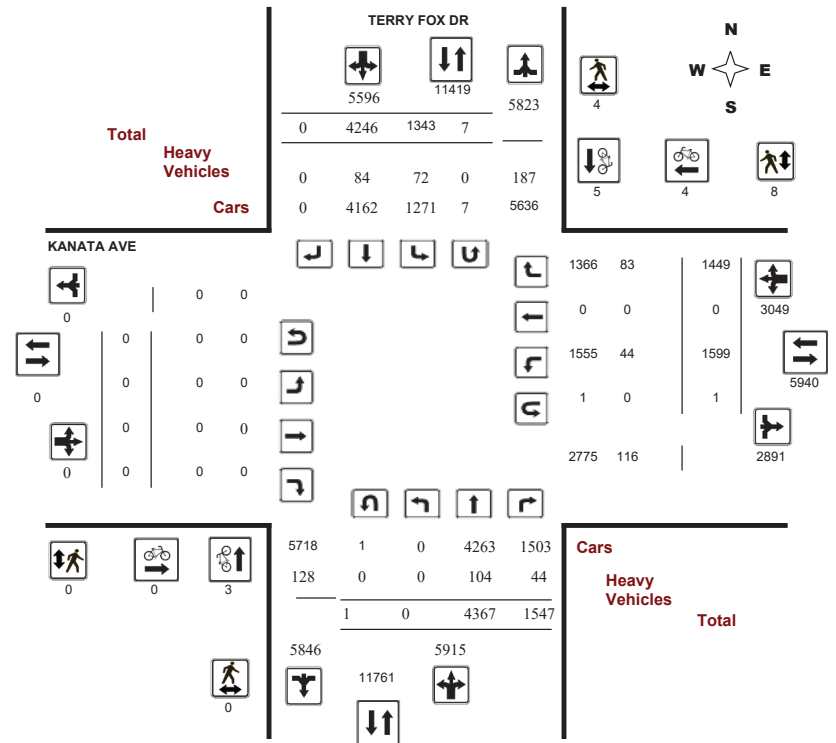 TERRY FOX DR
N
W E
S
5596 11419 5823
4
Total 0 4246 1343 7
Heavy
Vehicles
0 84 72 0 187
5 4 8
Cars 0 4162 1271 7 5636
KANATA AVE
1366 83 1449
0 0 0
0 0 0 3049
0 0 0
1555 44 1599
0 0 0 0 5940
1 0 1
0 0 0
2775 116 2891
0 0 0 0
5718 1 0 4263 1503 Cars
128 0 0 104 44 Heavy
Vehicles
0 0 3
1 0 4367 1547 Total
5846 5915
11761
0